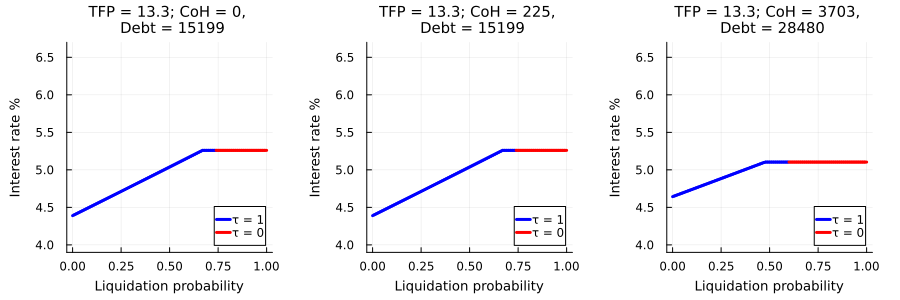 TFP = 13.3; CoH = 0,
Debt = 15199
6.5
6.0
5.5
5.0
4.5
4.0
Interest rate %
τ = 1
τ = 0
0.00 0.25 0.50 0.75 1.00
Liquidation probability
TFP = 13.3; CoH = 225,
Debt = 15199
6.5
6.0
5.5
5.0
4.5
4.0
Interest rate %
τ = 1
τ = 0
0.00 0.25 0.50 0.75 1.00
Liquidation probability
TFP = 13.3; CoH = 3703,
Debt = 28480
6.5
6.0
5.5
5.0
4.5
4.0
Interest rate %
τ = 1
τ = 0
0.00 0.25 0.50 0.75 1.00
Liquidation probability